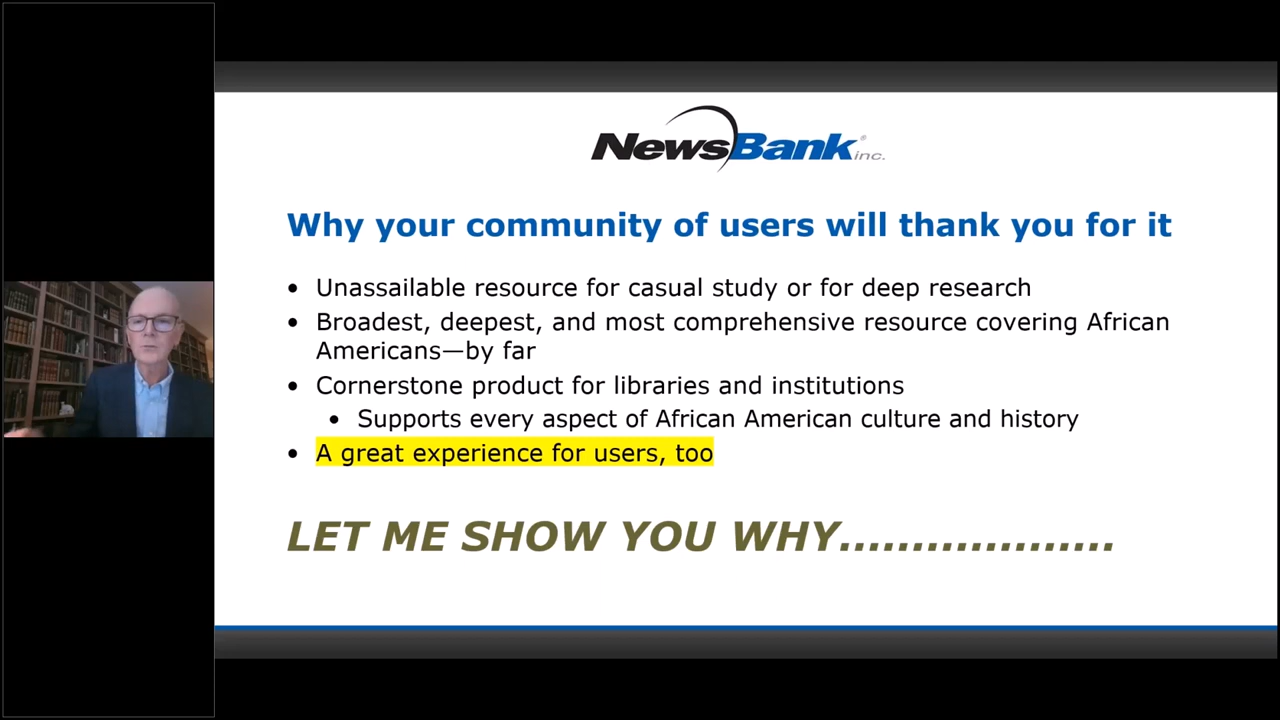 NewsBank® inc.
Why your community of users will thank you for it
• Unassailable resource for casual study or for deep research
• Broadest, deepest, and most comprehensive resource covering African
Americans—by far
• Cornerstone product for libraries and institutions
• Supports every aspect of African American culture and history
• A great experience for users, too
LET ME SHOW YOU WHY...................